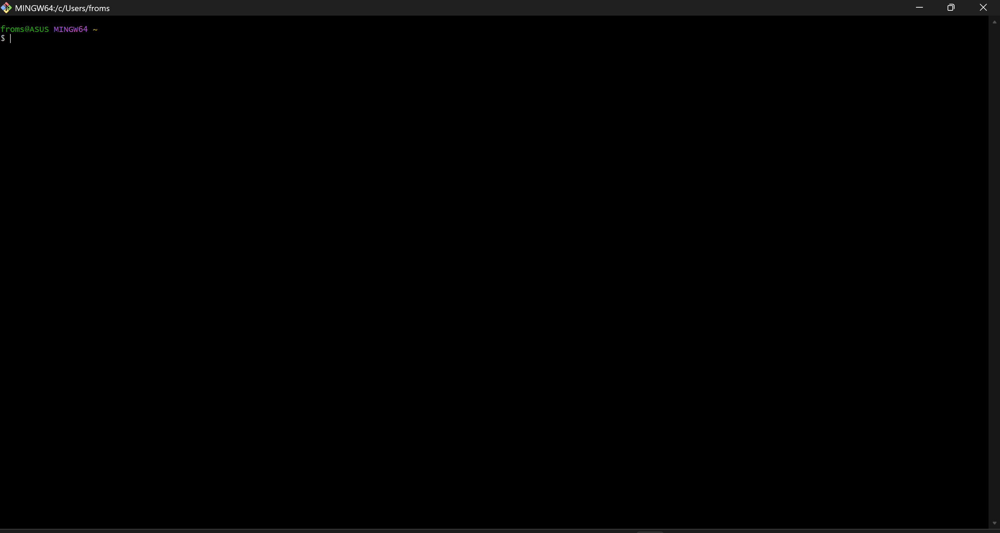 MINGW64:/c/Users/froms
froms@ASUS MINGW64 ~
$